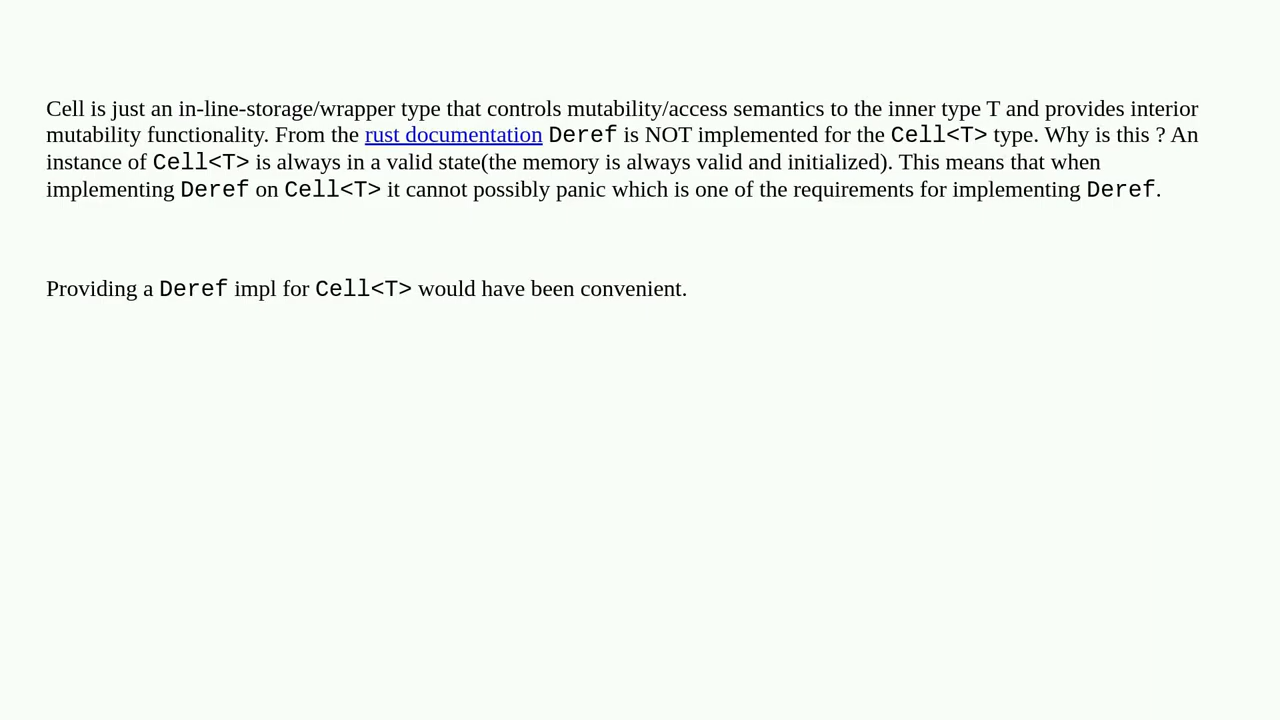 Cell is just an in-line-storage/wrapper type that controls mutability/access semantics to the inner type T and provides interior
mutability functionality. From the rust documentation Deref is NOT implemented for the Cell<T> type. Why is this ? An
instance of Cell<T> is always in a valid state(the memory is always valid and initialized). This means that when
implementing Deref on Cell<T> it cannot possibly panic which is one of the requirements for implementing Deref.
Providing a Deref impl for Cell<T> would have been convenient.